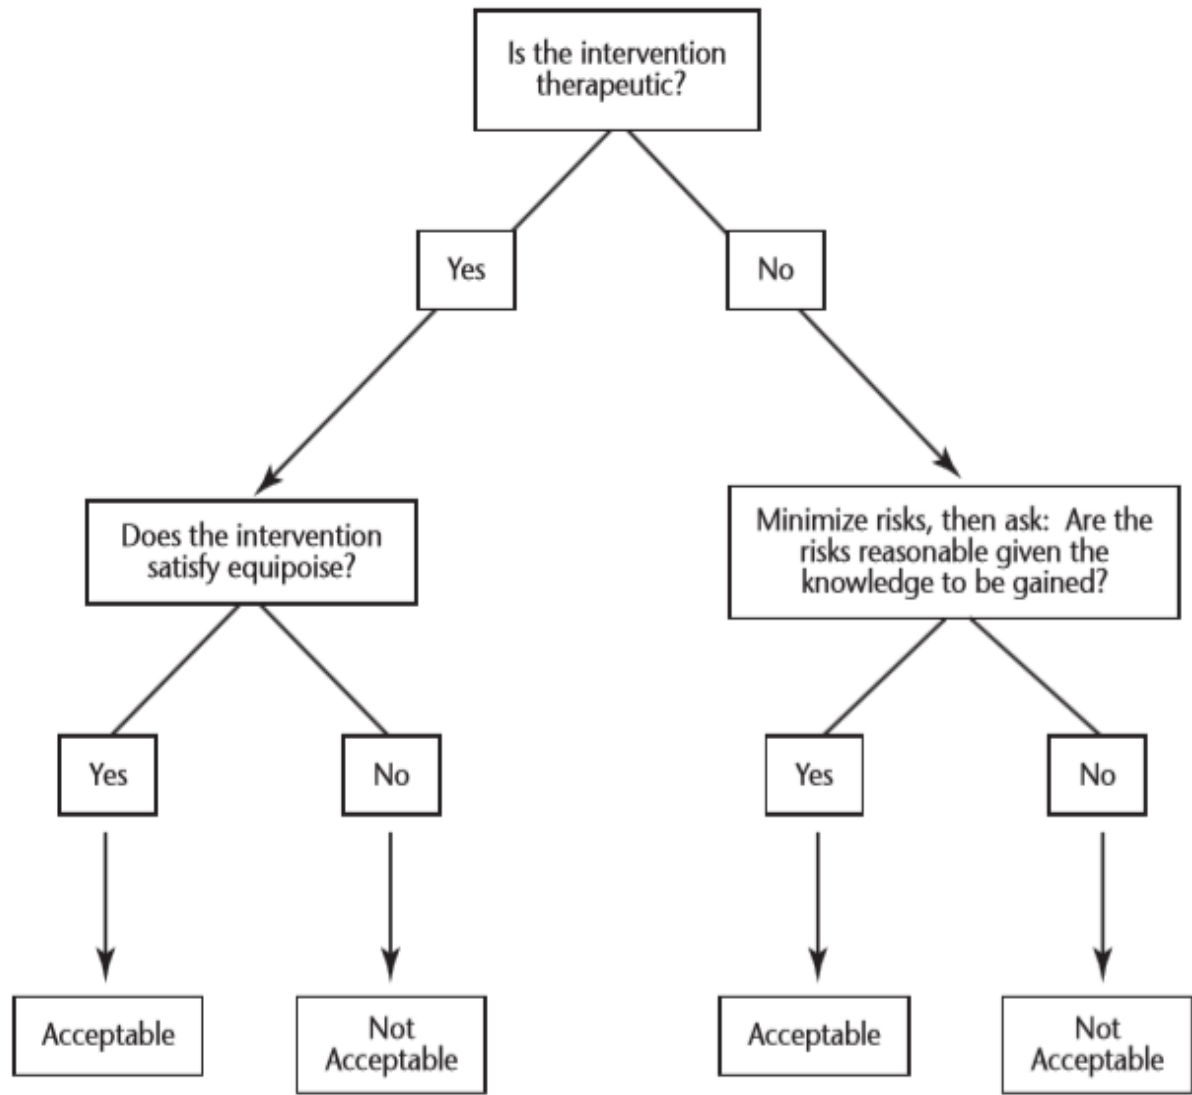 Is the intervention
therapeutic?
Yes
No
Does the intervention
satisfy equipoise?
Minimize risks, then ask: Are the
risks reasonable given the
knowledge to be gained?
Yes
No
Yes
No
Acceptable
Not
Acceptable
Acceptable
Not
Acceptable